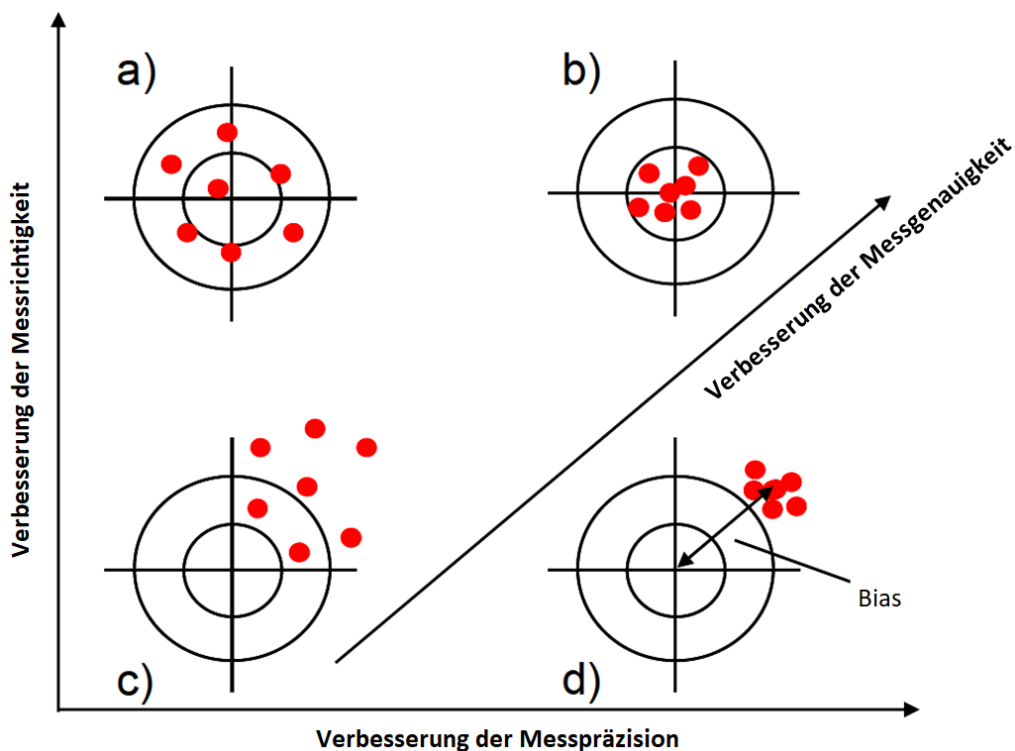 a)
b)
Verbesserung der Messrichtigkeit
Verbesserung der Messgenauigkeit
c)
d)
Bias
Verbesserung der Messpräzision